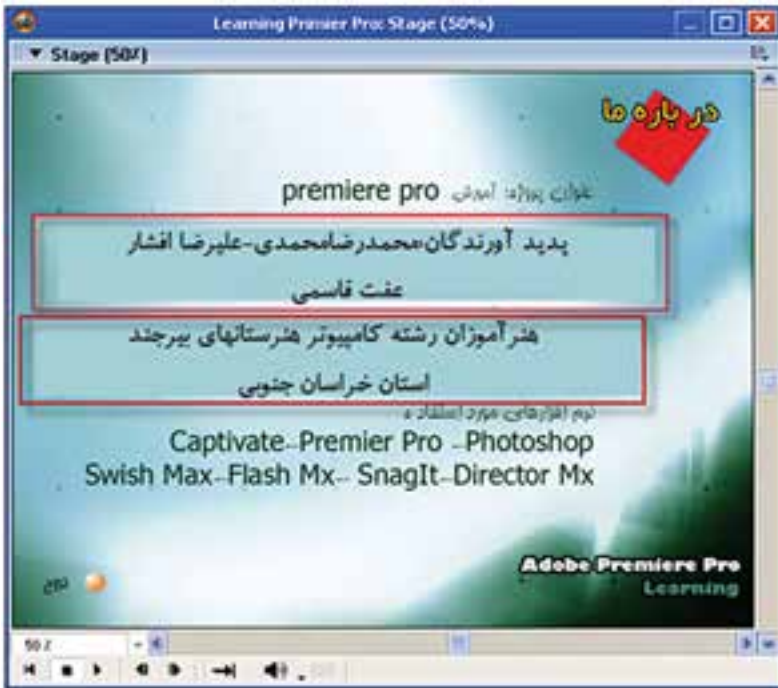 Learning Primier Pro: Stage (50%)
Stage (50%)
در باره ما
عنوان پروژه: آموزش premiere pro
پدید آورندگان:محمدرضامحمدی-علیرضا افشار
عفت قاسمی
هنرآموزان رشته کامپیوتر هنرستانهای بیرجند
استان خراسان جنوبی
نرم افزارهای مورد استفاده
Captivate-Premier Pro -Photoshop
Swish Max-Flash Mx- SnagIt-Director Mx
Adobe Premiere Pro
Learning
50 %